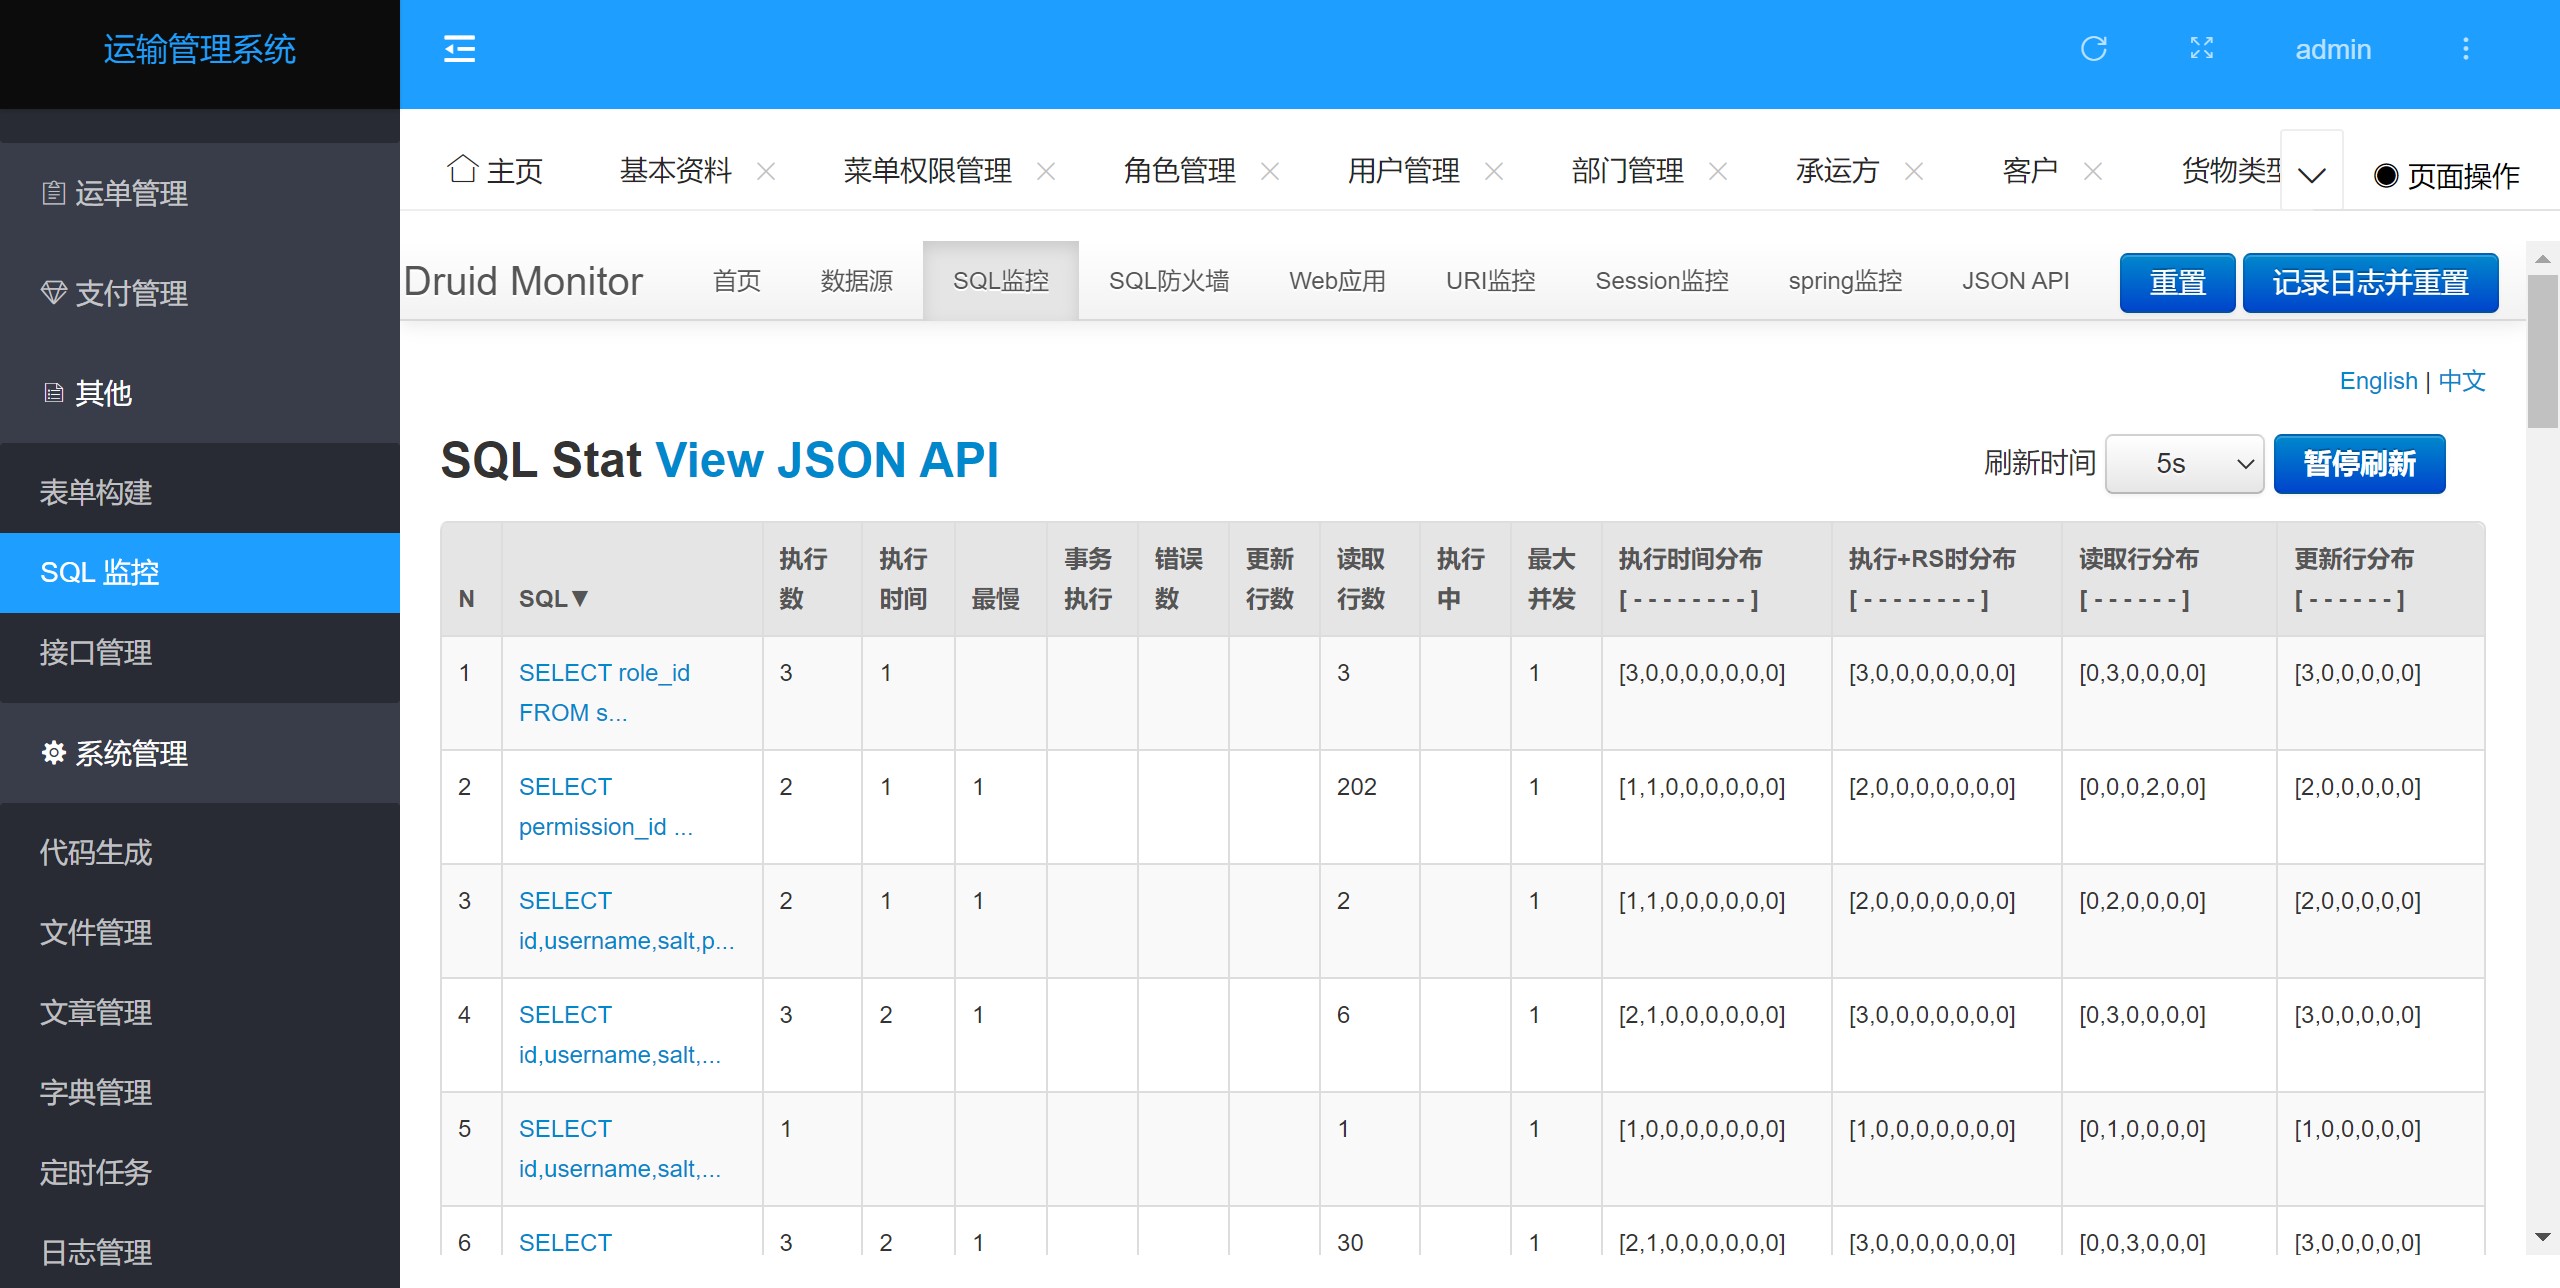 运输管理系统
admin
运单管理
支付管理
其他
表单构建
SQL 监控
接口管理
系统管理
代码生成
文件管理
文章管理
字典管理
定时任务
日志管理
主页 基本资料 菜单权限管理 角色管理 用户管理 部门管理 承运方 客户 货物类型 页面操作
Druid Monitor 首页 数据源 SQL监控 SQL防火墙 Web应用 URI监控 Session监控 spring监控 JSON API 重置 记录日志并重置
English | 中文
SQL Stat View JSON API 刷新时间 5s 暂停刷新
N SQL▼ 执行数 执行时间 最慢 事务执行 错误数 更新行数 读取行数 执行中 最大并发 执行时间分布 [ - - - - - - - - ] 执行+RS时分布 [ - - - - - - - - ] 读取行分布 [ - - - - - - ] 更新行分布 [ - - - - - - ]
1 SELECT role_id FROM s... 3 1 3 1 [3,0,0,0,0,0,0,0] [3,0,0,0,0,0,0,0] [0,3,0,0,0,0] [3,0,0,0,0,0]
2 SELECT permission_id ... 2 1 1 202 1 [1,1,0,0,0,0,0,0] [2,0,0,0,0,0,0,0] [0,0,0,2,0,0] [2,0,0,0,0,0]
3 SELECT id,username,salt,p... 2 1 1 2 1 [1,1,0,0,0,0,0,0] [2,0,0,0,0,0,0,0] [0,2,0,0,0,0] [2,0,0,0,0,0]
4 SELECT id,username,salt,... 3 2 1 6 1 [2,1,0,0,0,0,0,0] [3,0,0,0,0,0,0,0] [0,3,0,0,0,0] [3,0,0,0,0,0]
5 SELECT id,username,salt,... 1 1 1 [1,0,0,0,0,0,0,0] [1,0,0,0,0,0,0,0] [0,1,0,0,0,0] [1,0,0,0,0,0]
6 SELECT 3 2 1 30 1 [2,1,0,0,0,0,0,0] [3,0,0,0,0,0,0,0] [0,0,3,0,0,0] [3,0,0,0,0,0]